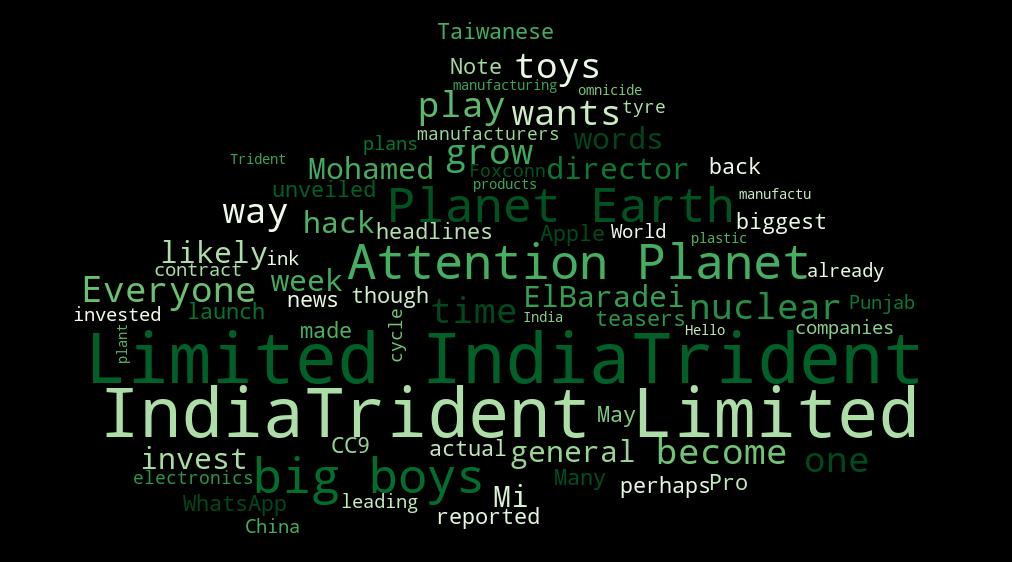 Taiwanese
Note toys
manufacturing
omnicide
play wants tyre
manufacturers words
plans grow
Trident Mohamed Foxconn director back
unveiled products
Planet Earth manufactu
way hack headlines Apple World biggest
plastic
likely ink Attention Planet already
contract
Everyone week news though ElBaradei nuclear Punjab
invested launch time India teasers companies
plant made cycle Hello
Limited IndiaTrident
IndiaTrident May Limited
CC9 actual general become one
invest
electronics big boys Many perhaps Pro
WhatsApp leading Mi
China reported